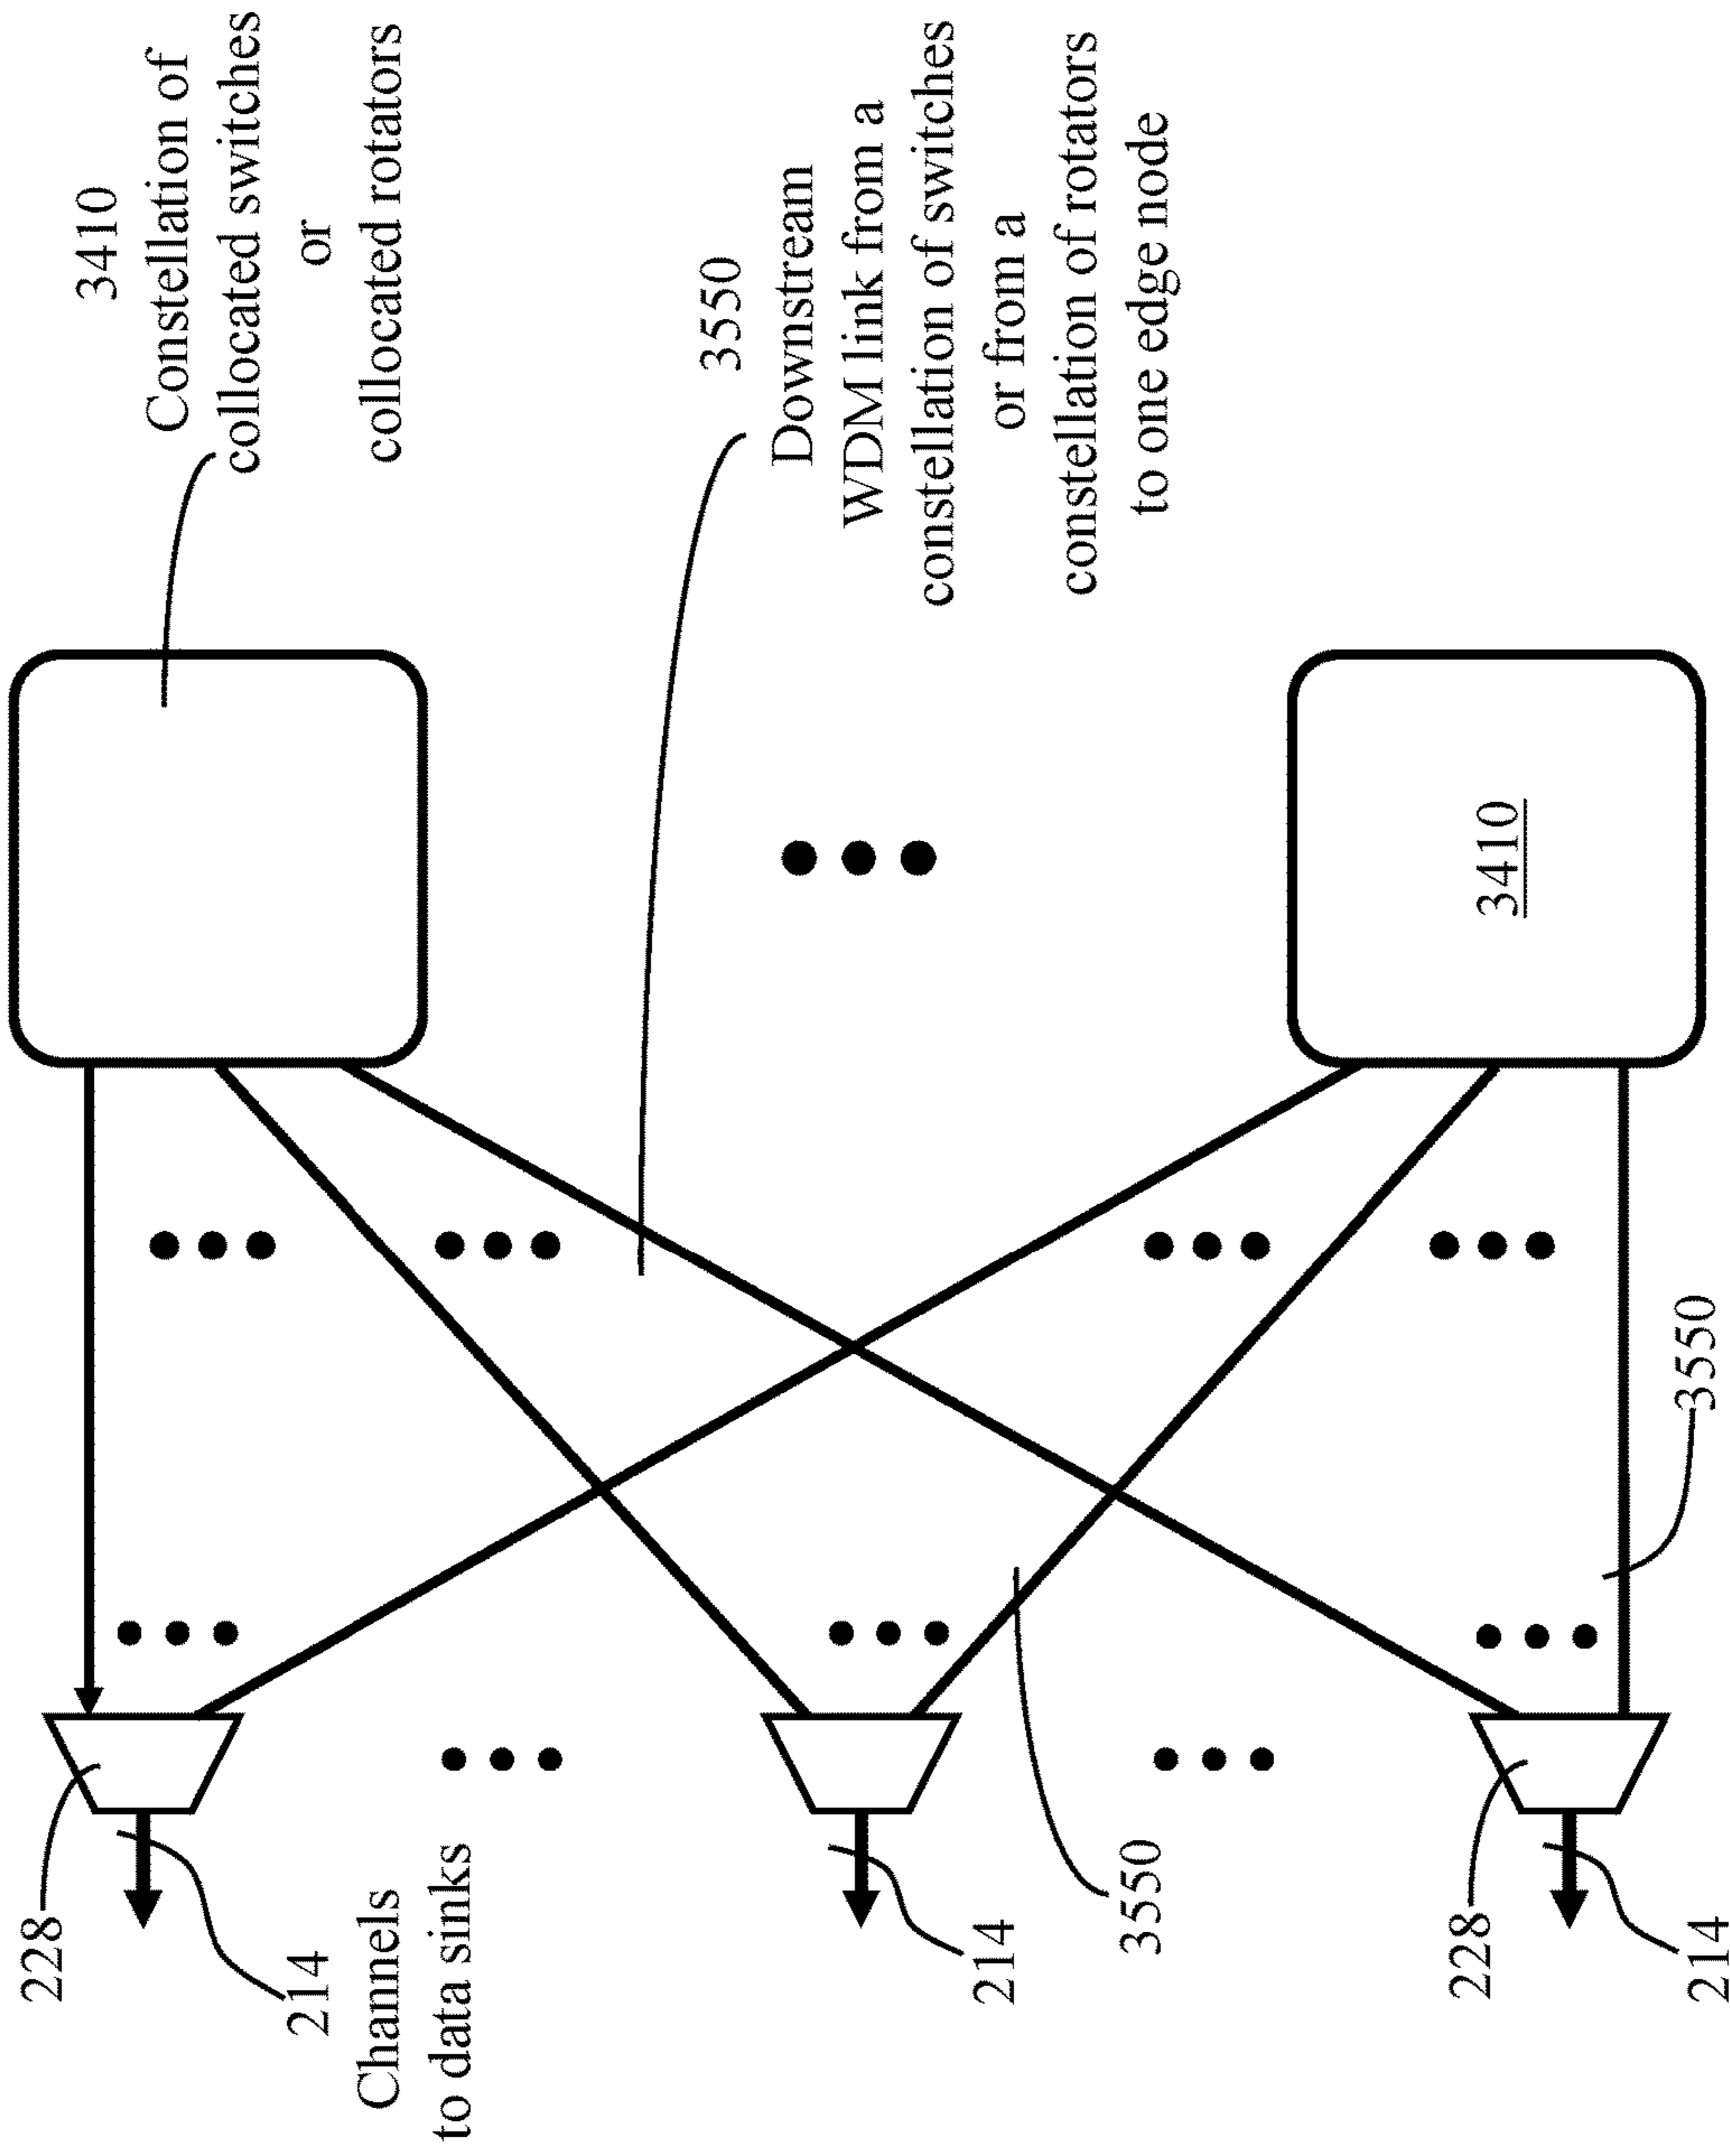 3410
Constellation of
collocated switches
or
collocated rotators
3550
Downstream
WDM link from a
constellation of switches
or from a
constellation of rotators
to one edge node
3410
3550
228
214
Channels
to data sinks
214
3550
228
214